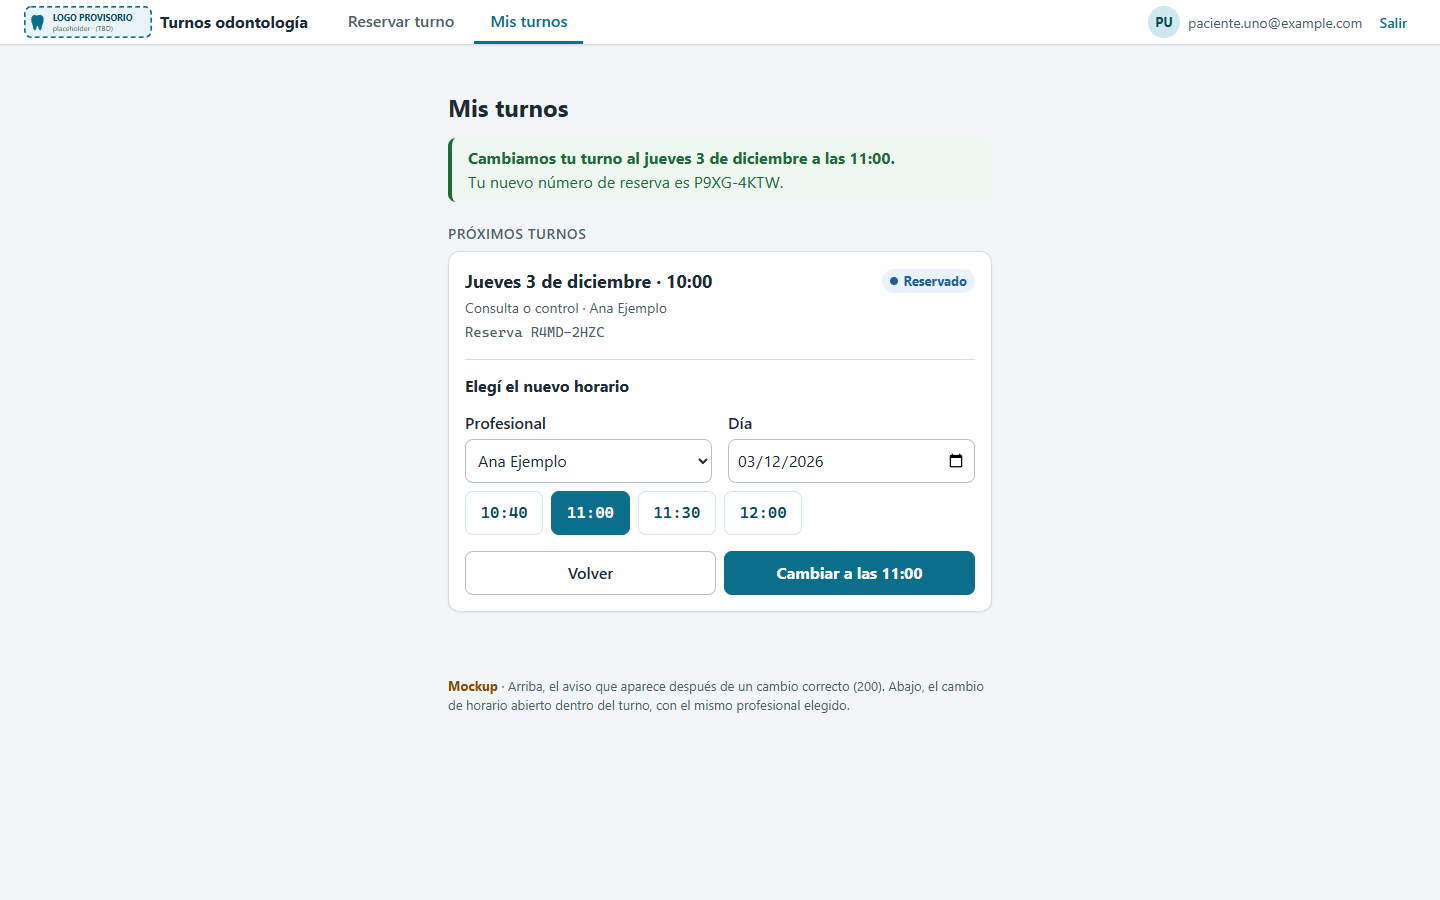 LOGO PROVISORIO
placeholder · (TBD)
Turnos odontología
Reservar turno
Mis turnos
PU
paciente.uno@example.com
Salir
Mis turnos
Cambiamos tu turno al jueves 3 de diciembre a las 11:00.
Tu nuevo número de reserva es P9XG-4KTW.
PRÓXIMOS TURNOS
Jueves 3 de diciembre · 10:00
Reservado
Consulta o control · Ana Ejemplo
Reserva R4MD-2HZC
Elegí el nuevo horario
Profesional
Día
Ana Ejemplo
03/12/2026
10:40
11:00
11:30
12:00
Volver
Cambiar a las 11:00
Mockup · Arriba, el aviso que aparece después de un cambio correcto (200). Abajo, el cambio
de horario abierto dentro del turno, con el mismo profesional elegido.